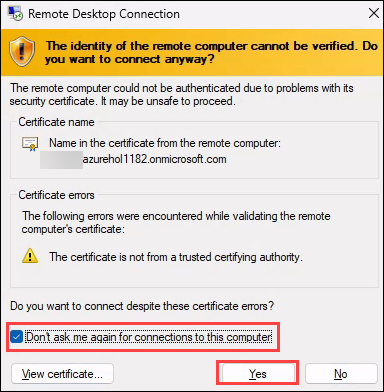 Remote Desktop Connection
The identity of the remote computer cannot be verified. Do
you want to connect anyway?
The remote computer could not be authenticated due to problems with its
security certificate. It may be unsafe to proceed.
Certificate name
Name in the certificate from the remote computer:
azurehol1182.onmicrosoft.com
Certificate errors
The following errors were encountered while validating the remote
computer's certificate:
The certificate is not from a trusted certifying authority.
Do you want to connect despite these certificate errors?
Don't ask me again for connections to this computer
View certificate...
Yes
No